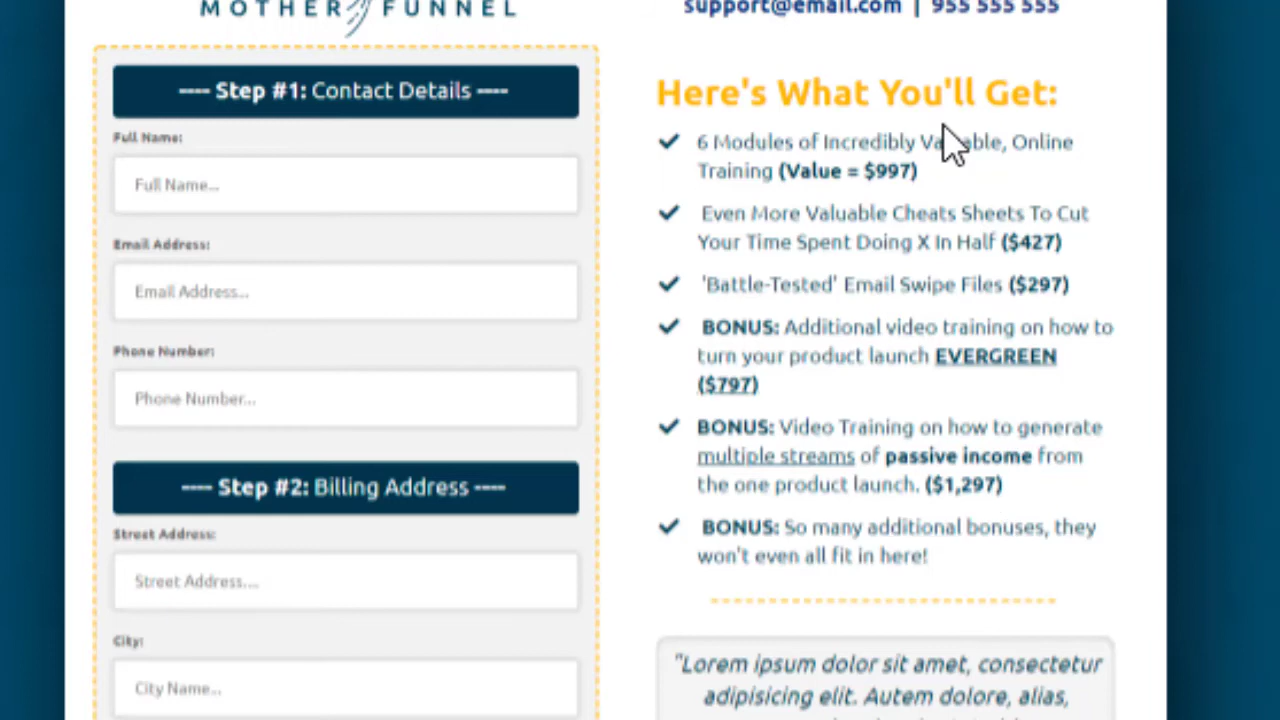 MOTHER FUNNEL
support@email.com | 955 555 555
---- Step #1: Contact Details ----
Full Name:
Full Name...
Email Address:
Email Address...
Phone Number:
Phone Number...
---- Step #2: Billing Address ----
Street Address:
Street Address....
City:
City Name...
Here's What You'll Get:
6 Modules of Incredibly Valuable, Online
Training (Value = $997)
Even More Valuable Cheats Sheets To Cut
Your Time Spent Doing X In Half ($427)
'Battle-Tested' Email Swipe Files ($297)
BONUS: Additional video training on how to
turn your product launch EVERGREEN
($797)
BONUS: Video Training on how to generate
multiple streams of passive income from
the one product launch. ($1,297)
BONUS: So many additional bonuses, they
won't even all fit in here!
"Lorem ipsum dolor sit amet, consectetur
adipisicing elit. Autem dolore, alias,